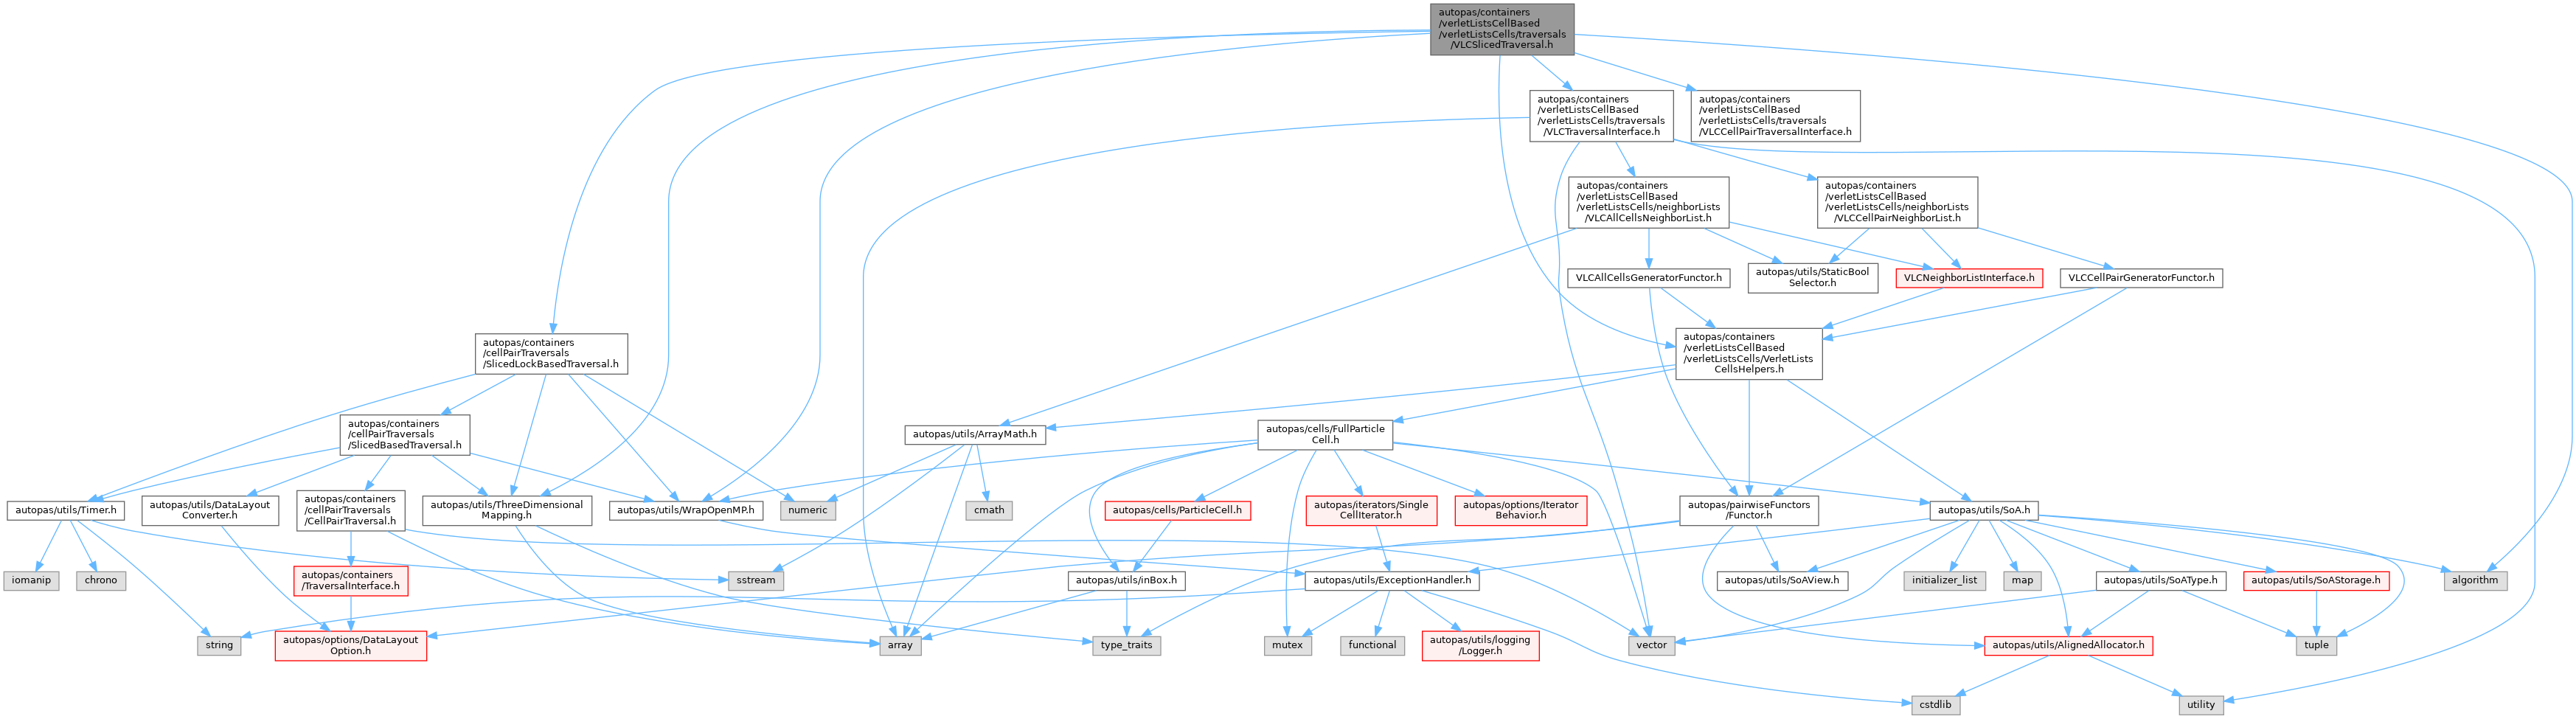 autopas/containers
/verletListsCellBased
/verletListsCells/traversals
/VLCSlicedTraversal.h
autopas/containers
/verletListsCellBased
/verletListsCells/traversals
/VLCTraversalInterface.h
autopas/containers
/verletListsCellBased
/verletListsCells/traversals
/VLCCellPairTraversalInterface.h
autopas/containers
/verletListsCellBased
/verletListsCells/neighborLists
/VLCAllCellsNeighborList.h
autopas/containers
/verletListsCellBased
/verletListsCells/neighborLists
/VLCCellPairNeighborList.h
VLCAllCellsGeneratorFunctor.h
autopas/utils/StaticBool
Selector.h
VLCNeighborListInterface.h
VLCCellPairGeneratorFunctor.h
autopas/containers
/cellPairTraversals
/SlicedLockBasedTraversal.h
autopas/containers
/verletListsCellBased
/verletListsCells/VerletLists
CellsHelpers.h
autopas/containers
/cellPairTraversals
/SlicedBasedTraversal.h
autopas/utils/ArrayMath.h
autopas/cells/FullParticle
Cell.h
autopas/utils/Timer.h
autopas/utils/DataLayout
Converter.h
autopas/containers
/cellPairTraversals
/CellPairTraversal.h
autopas/utils/ThreeDimensional
Mapping.h
autopas/utils/WrapOpenMP.h
numeric
cmath
autopas/cells/ParticleCell.h
autopas/iterators/Single
CellIterator.h
autopas/options/Iterator
Behavior.h
autopas/pairwiseFunctors
/Functor.h
autopas/utils/SoA.h
iomanip
chrono
autopas/containers
/TraversalInterface.h
sstream
autopas/utils/inBox.h
autopas/utils/ExceptionHandler.h
autopas/utils/SoAView.h
initializer_list
map
autopas/utils/SoAType.h
autopas/utils/SoAStorage.h
algorithm
string
autopas/options/DataLayout
Option.h
array
type_traits
mutex
functional
autopas/utils/logging
/Logger.h
vector
autopas/utils/AlignedAllocator.h
tuple
cstdlib
utility